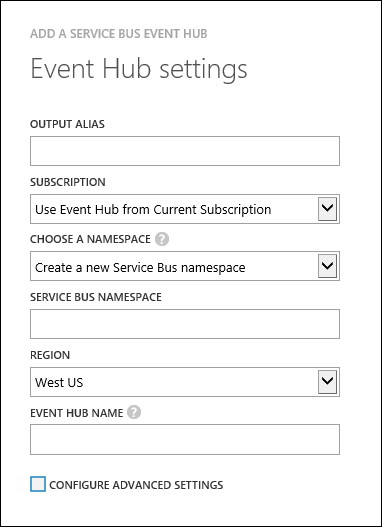 ADD A SERVICE BUS EVENT HUB
Event Hub settings
OUTPUT ALIAS
SUBSCRIPTION
Use Event Hub from Current Subscription
CHOOSE A NAMESPACE ?
Create a new Service Bus namespace
SERVICE BUS NAMESPACE
REGION
West US
EVENT HUB NAME ?
CONFIGURE ADVANCED SETTINGS